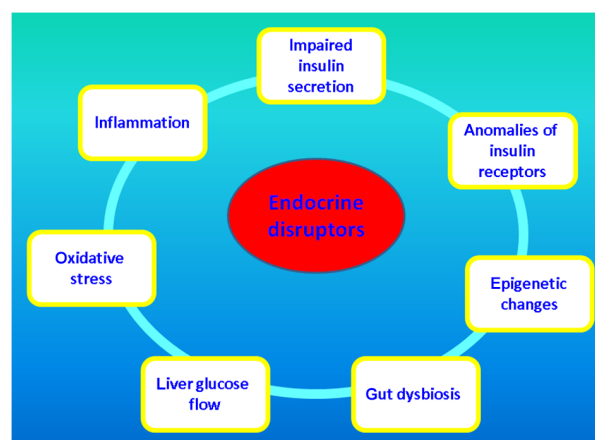 Impaired
insulin
secretion
Anomalies of
insulin
receptors
Epigenetic
changes
Gut dysbiosis
Liver glucose
flow
Oxidative
stress
Inflammation
Endocrine
disruptors